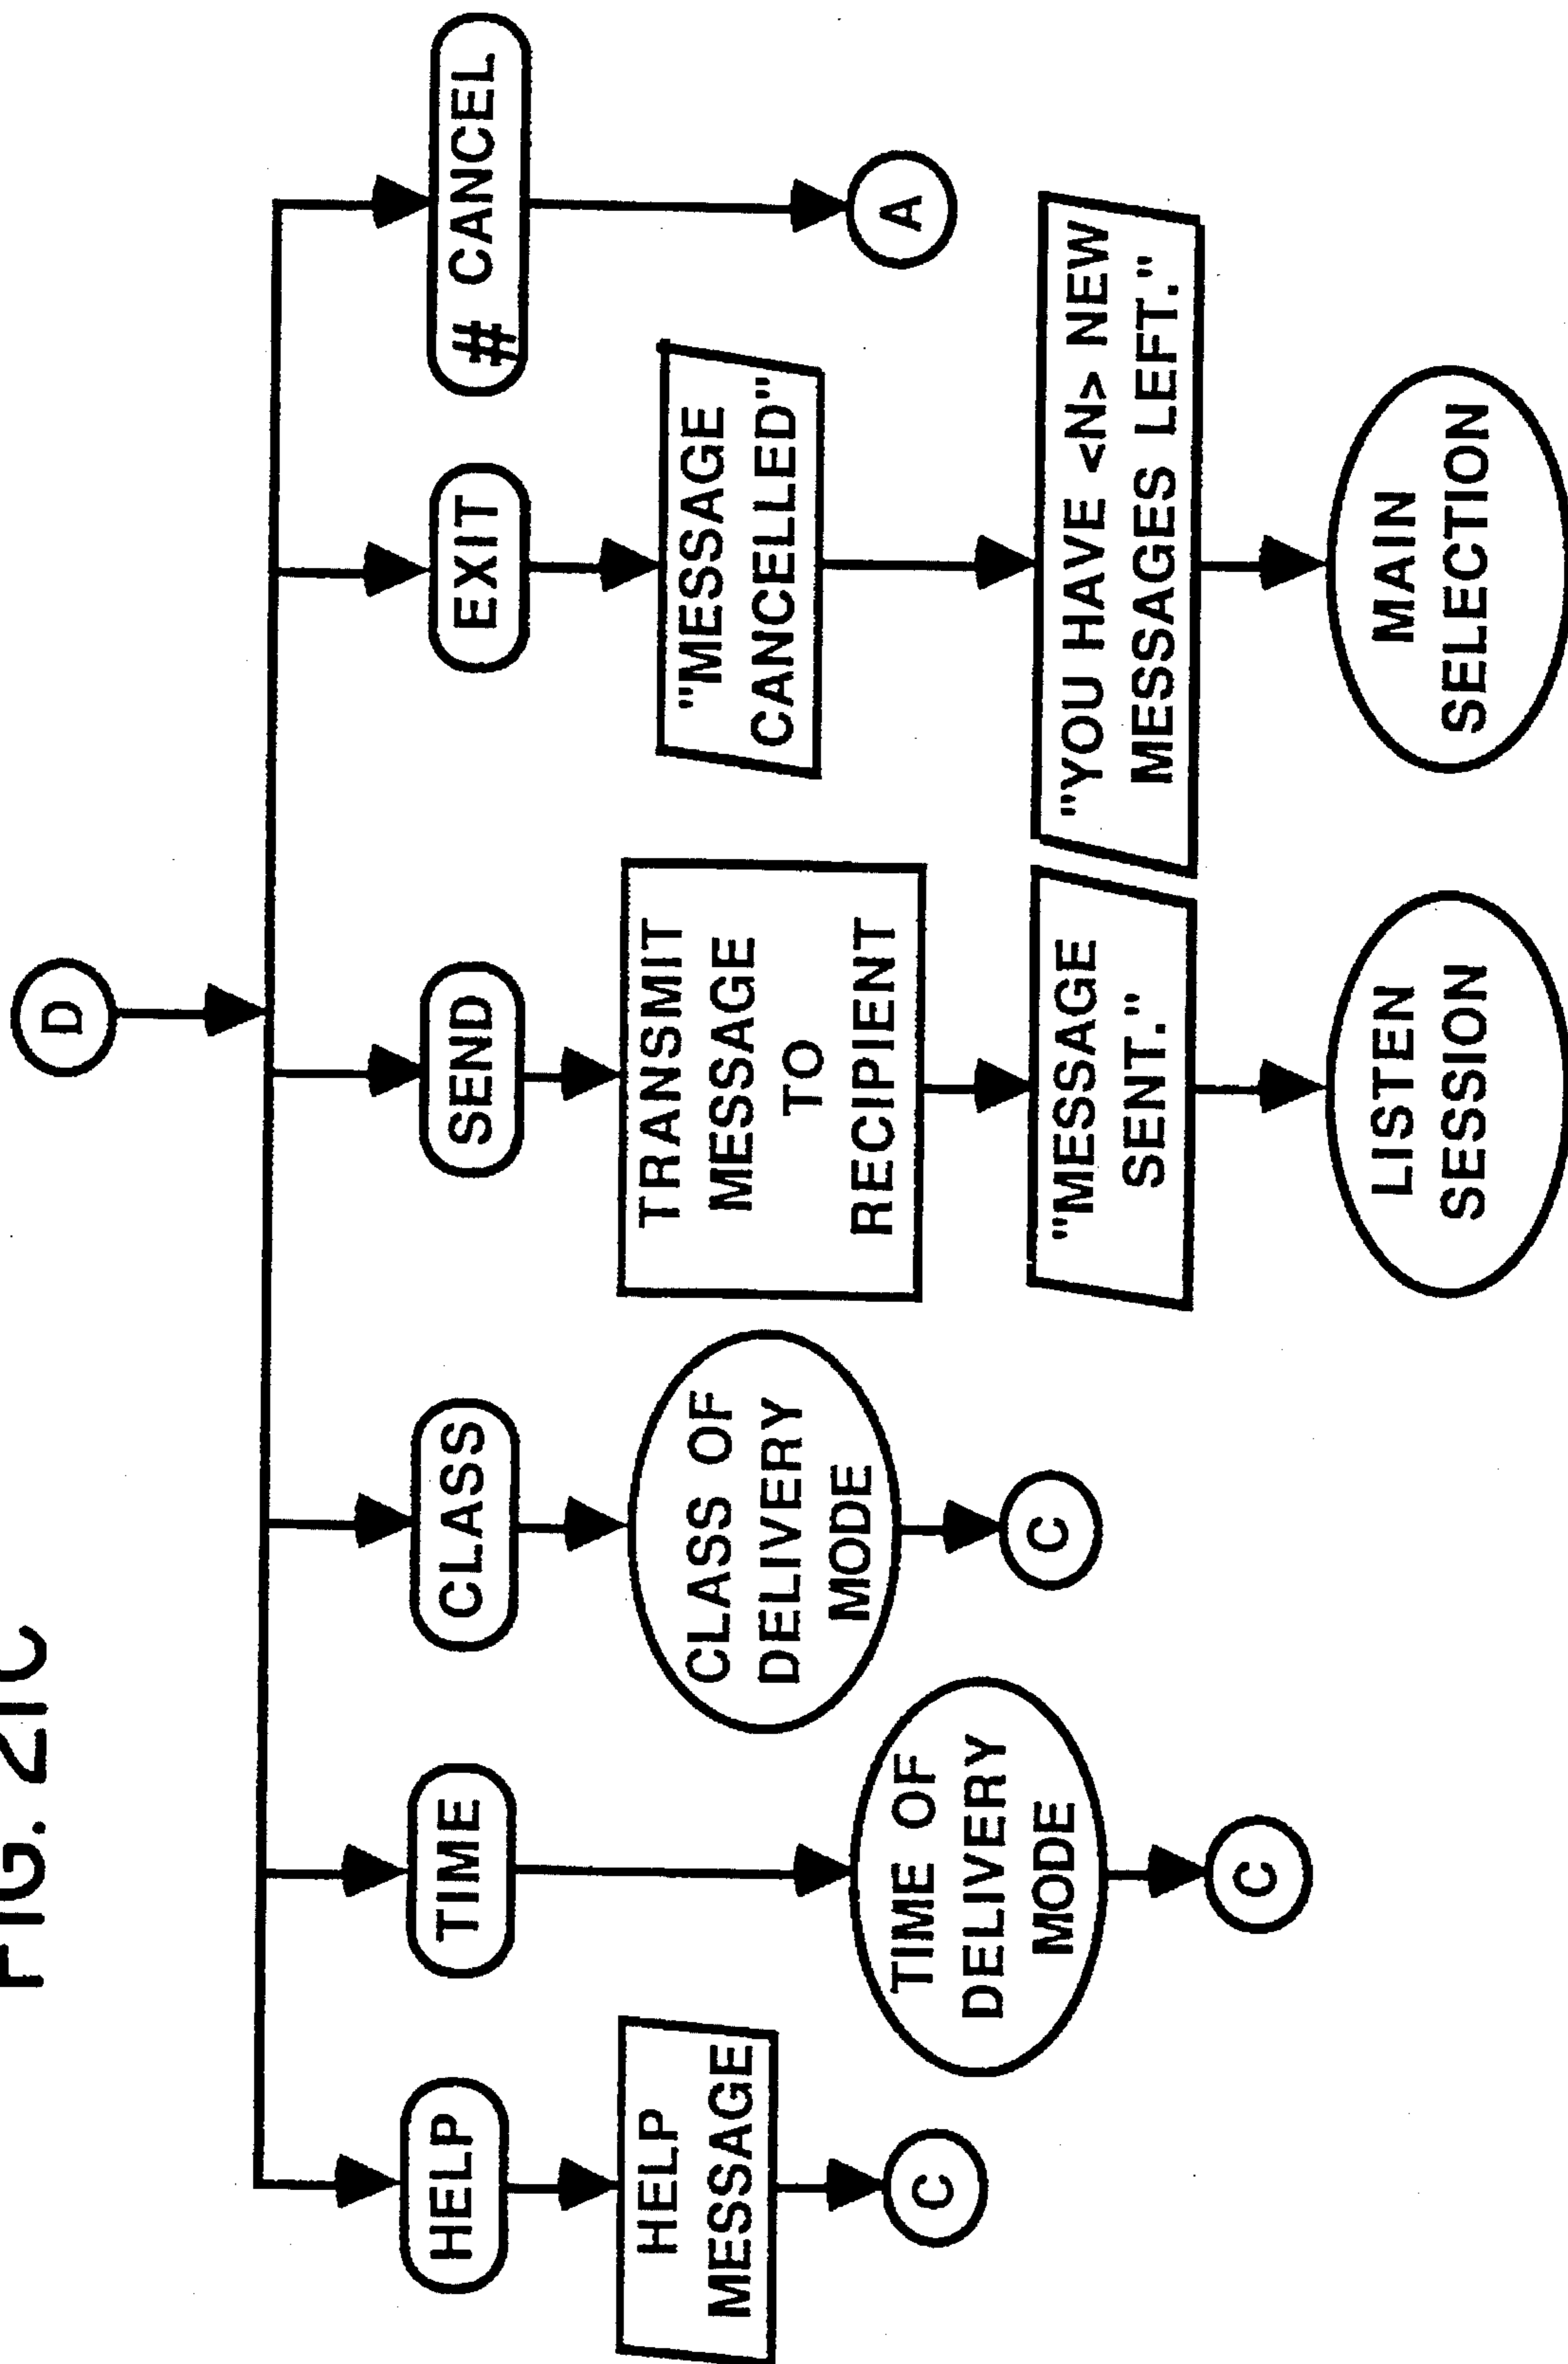 FIG. 21C
D
HELP
TIME
CLASS
SEND
EXIT
# CANCEL
HELP
MESSAGE
C
TIME OF
DELIVERY
MODE
C
CLASS OF
DELIVERY
MODE
C
TRANSMIT
MESSAGE
TO
RECIPIENT
"MESSAGE
SENT."
LISTEN
SESSION
"MESSAGE
CANCELLED"
"YOU HAVE <N> NEW
MESSAGES LEFT."
MAIN
SELECTION
A